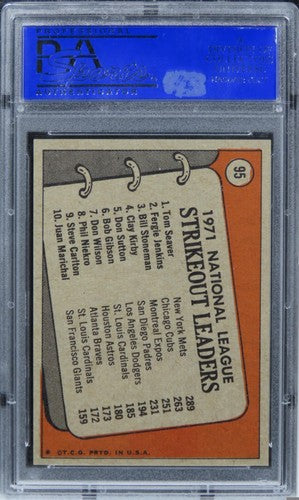 PROFESSIONAL
PSA
Sports
AUTHENTICATOR
95
1971 NATIONAL LEAGUE
STRIKEOUT LEADERS
1. Tom Seaver New York Mets 289
2. Fergie Jenkins Chicago Cubs 263
3. Bill Stoneman Montreal Expos 251
4. Clay Kirby San Diego Padres 231
5. Don Sutton Los Angeles Dodgers 194
6. Bob Gibson St. Louis Cardinals 185
7. Don Wilson Houston Astros 180
8. Phil Niekro Atlanta Braves 173
9. Steve Carlton St. Louis Cardinals 172
10. Juan Marichal San Francisco Giants 159
©T.C.G. PRTD. IN U.S.A.